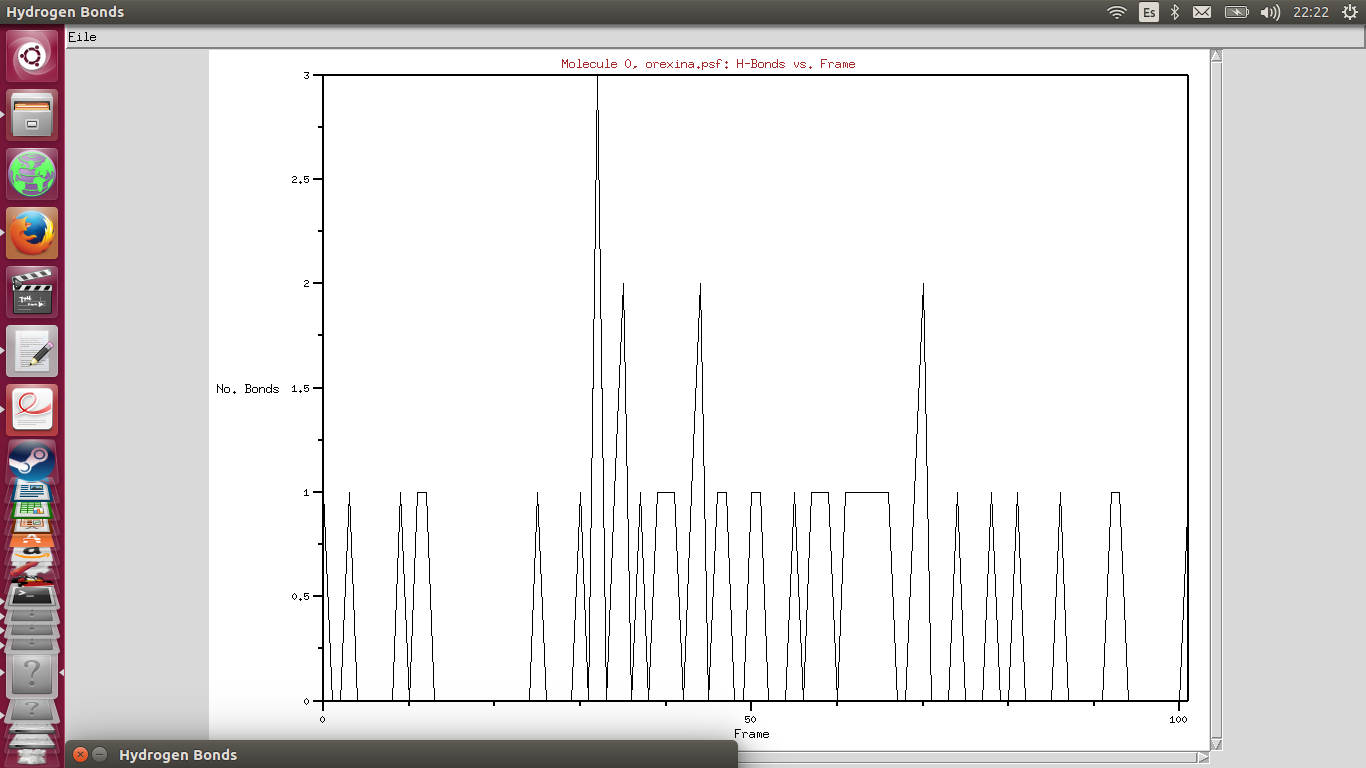 Hydrogen Bonds
Es
22:22
File
Molecule 0, orexina.psf: H-Bonds vs. Frame
3
2.5
2
No. Bonds 1.5
1
0.5
0
0 50 100
Frame
Hydrogen Bonds